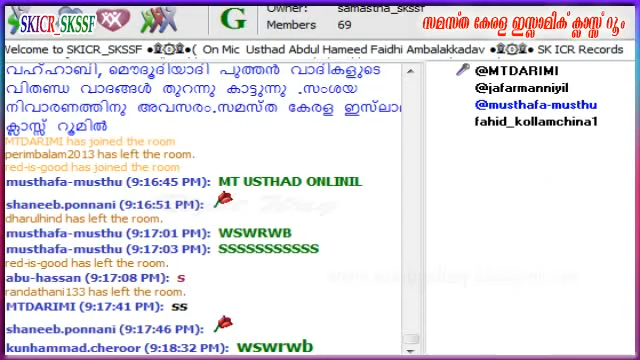 SKICR_SKSSF
G
Owner: samastha_skssf
Members 69
സമസ്ത കേരള ഇസ്ലാമിക് ക്ലാസ്സ് റൂം
Welcome to SKICR_SKSSF On Mic Usthad Abdul Hameed Faidhi Ambalakkadav SK ICR Records
വഹ്ഹാബി, മൌദൂദിയാദി പുത്തൻ വാദികളുടെ
വിതണ്ഡ വാദങ്ങൾ തുറന്നു കാട്ടുന്നു .സംശയ
നിവാരണത്തിനു അവസരം.സമസ്ത കേരള ഇസ്ലാ
ക്ലാസ്സ് റൂമിൽ
MTDARIMI has joined the room
perimbalam2013 has left the room.
red-is-good has joined the room
musthafa-musthu (9:16:45 PM): MT USTHAD ONLINIL
shaneeb.ponnani (9:16:51 PM):
dharulhind has left the room.
musthafa-musthu (9:17:01 PM): WSWRWB
musthafa-musthu (9:17:03 PM): SSSSSSSSSSS
red-is-good has left the room.
abu-hassan (9:17:08 PM): s
randathani133 has left the room.
MTDARIMI (9:17:41 PM): ss
shaneeb.ponnani (9:17:46 PM):
kunhammad.cheroor (9:18:32 PM): wswrwb
@MTDARIMI
@jafarmanniyil
@musthafa-musthu
fahid_kollamchina1